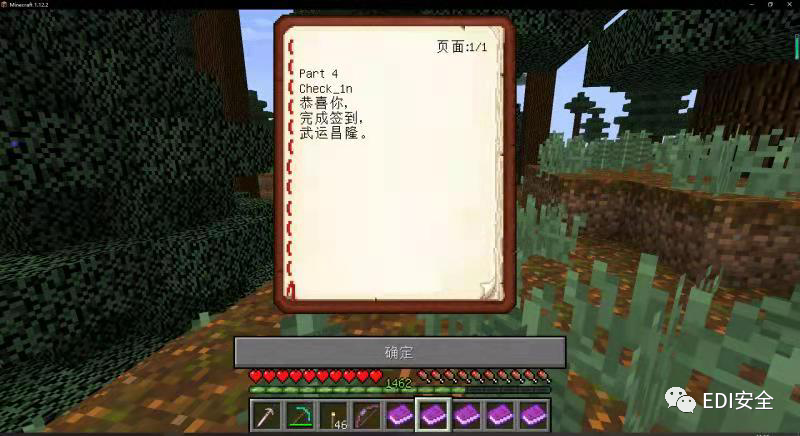 Minecraft 1.12.2
页面:1/1
Part 4
Check_1n
恭喜你,
完成签到,
武运昌隆。
确定
1462
46
EDI安全